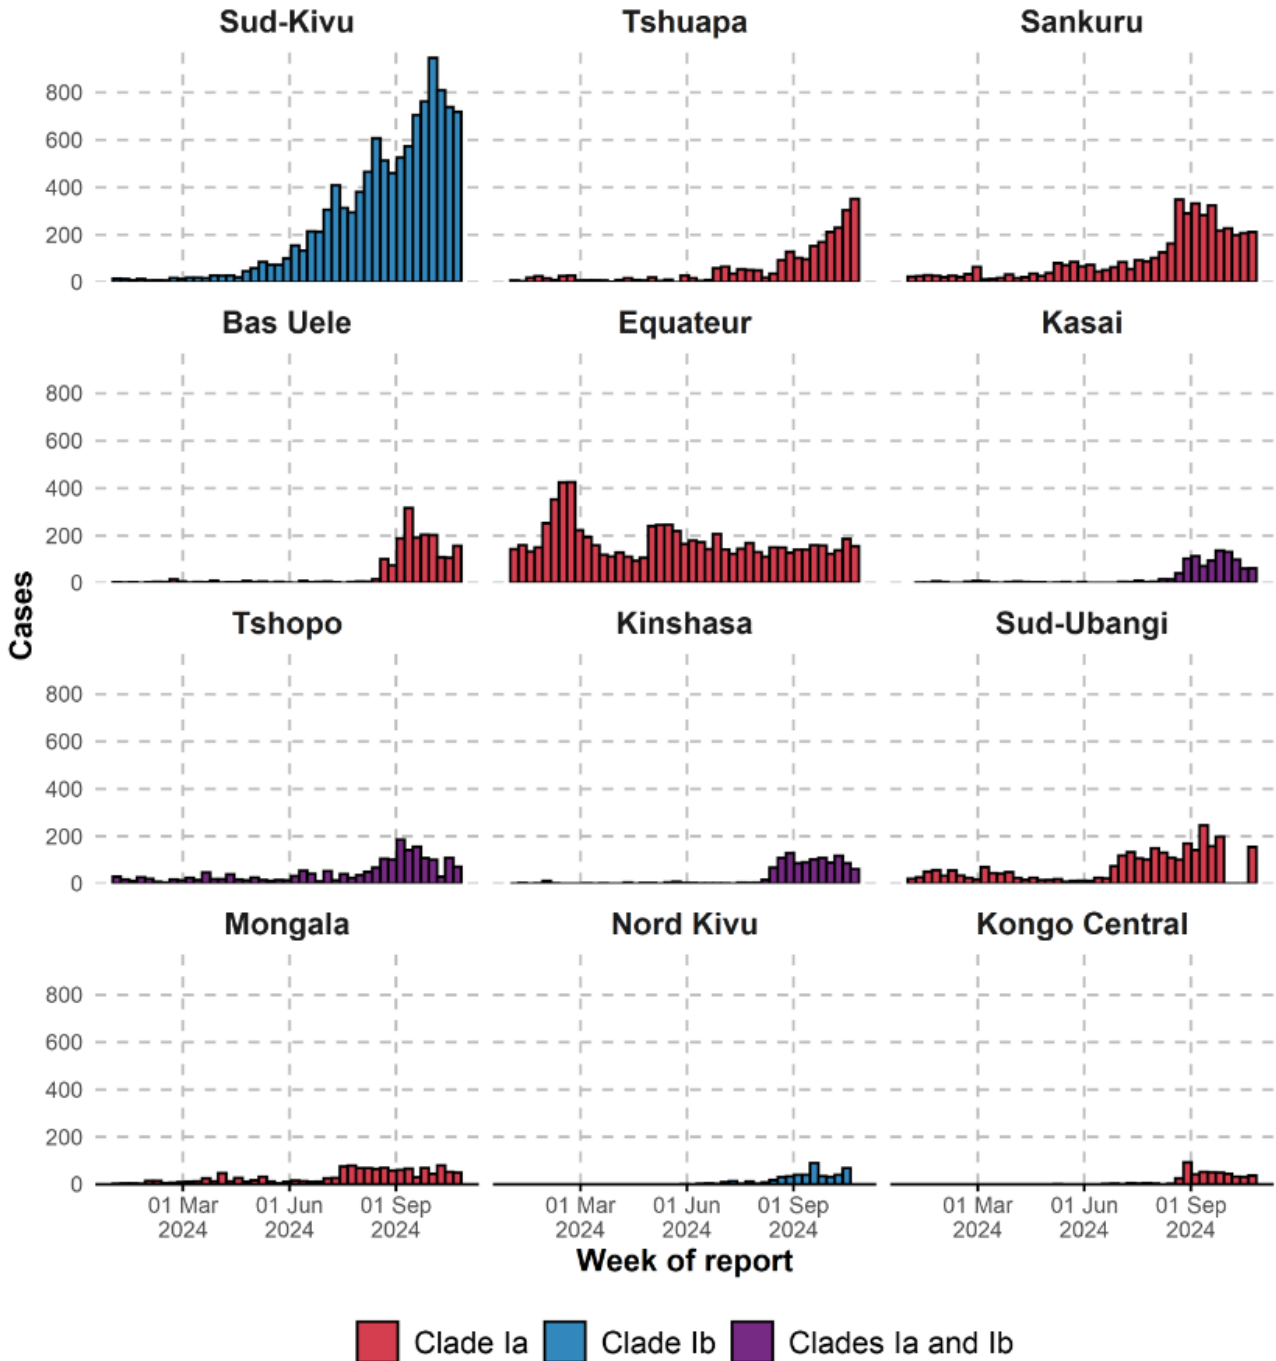 Sud-Kivu Tshuapa Sankuru
800
600
400
200
0
Bas Uele Equateur Kasai
800
600
400
200
0
Tshopo Kinshasa Sud-Ubangi
800
600
400
200
0
Mongala Nord Kivu Kongo Central
800
600
400
200
0
Cases
01 Mar 01 Jun 01 Sep 01 Mar 01 Jun 01 Sep 01 Mar 01 Jun 01 Sep
2024 2024 2024 2024 2024 2024 2024 2024 2024
Week of report
Clade Ia Clade Ib Clades Ia and Ib